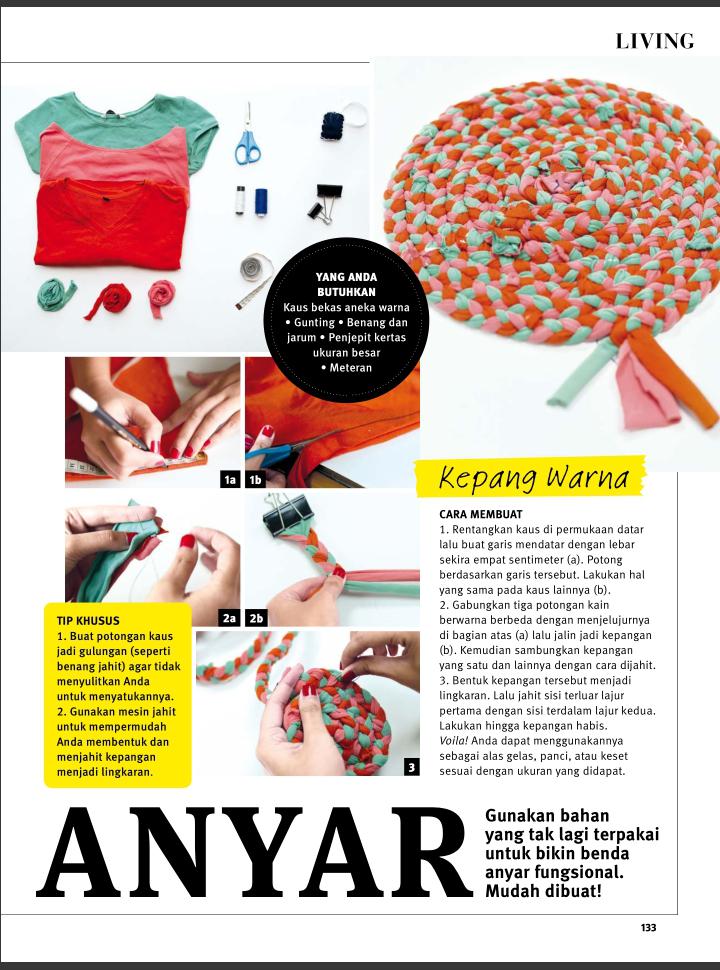 LIVING
YANG ANDA
BUTUHKAN
Kaus bekas aneka warna
• Gunting • Benang dan
jarum • Penjepit kertas
ukuran besar
• Meteran
1a
1b
2a
2b
3
TIP KHUSUS
1. Buat potongan kaus
jadi gulungan (seperti
benang jahit) agar tidak
menyulitkan Anda
untuk menyatukannya.
2. Gunakan mesin jahit
untuk mempermudah
Anda membentuk dan
menjahit kepangan
menjadi lingkaran.
Kepang Warna
CARA MEMBUAT
1. Rentangkan kaus di permukaan datar
lalu buat garis mendatar dengan lebar
sekira empat sentimeter (a). Potong
berdasarkan garis tersebut. Lakukan hal
yang sama pada kaus lainnya (b).
2. Gabungkan tiga potongan kain
berwarna berbeda dengan menjelujurnya
di bagian atas (a) lalu jalin jadi kepangan
(b). Kemudian sambungkan kepangan
yang satu dan lainnya dengan cara dijahit.
3. Bentuk kepangan tersebut menjadi
lingkaran. Lalu jahit sisi terluar lajur
pertama dengan sisi terdalam lajur kedua.
Lakukan hingga kepangan habis.
Voila! Anda dapat menggunakannya
sebagai alas gelas, panci, atau keset
sesuai dengan ukuran yang didapat.
ANYAR
Gunakan bahan
yang tak lagi terpakai
untuk bikin benda
anyar fungsional.
Mudah dibuat!
133